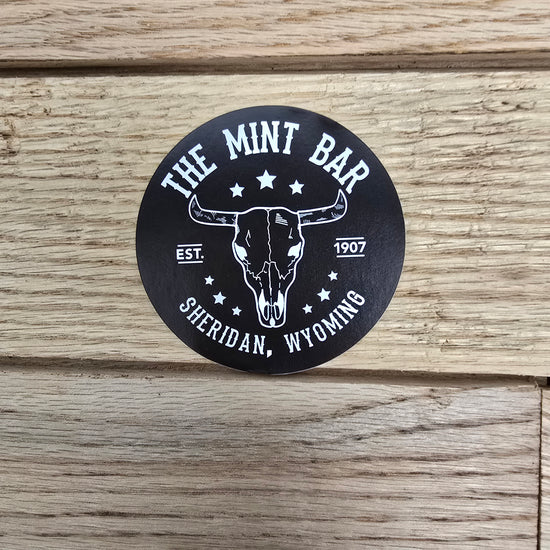 THE MINT BAR
EST. 1907
SHERIDAN, WYOMING